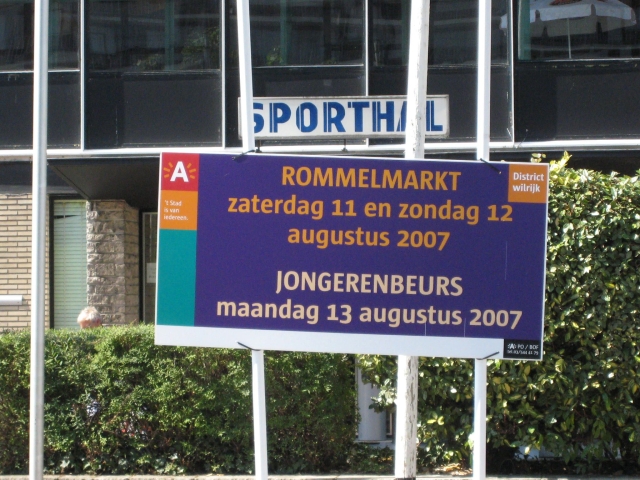 SPORTHAL
A
't Stad
is van
iedereen.
District
wilrijk
ROMMELMARKT
zaterdag 11 en zondag 12
augustus 2007
JONGERENBEURS
maandag 13 augustus 2007